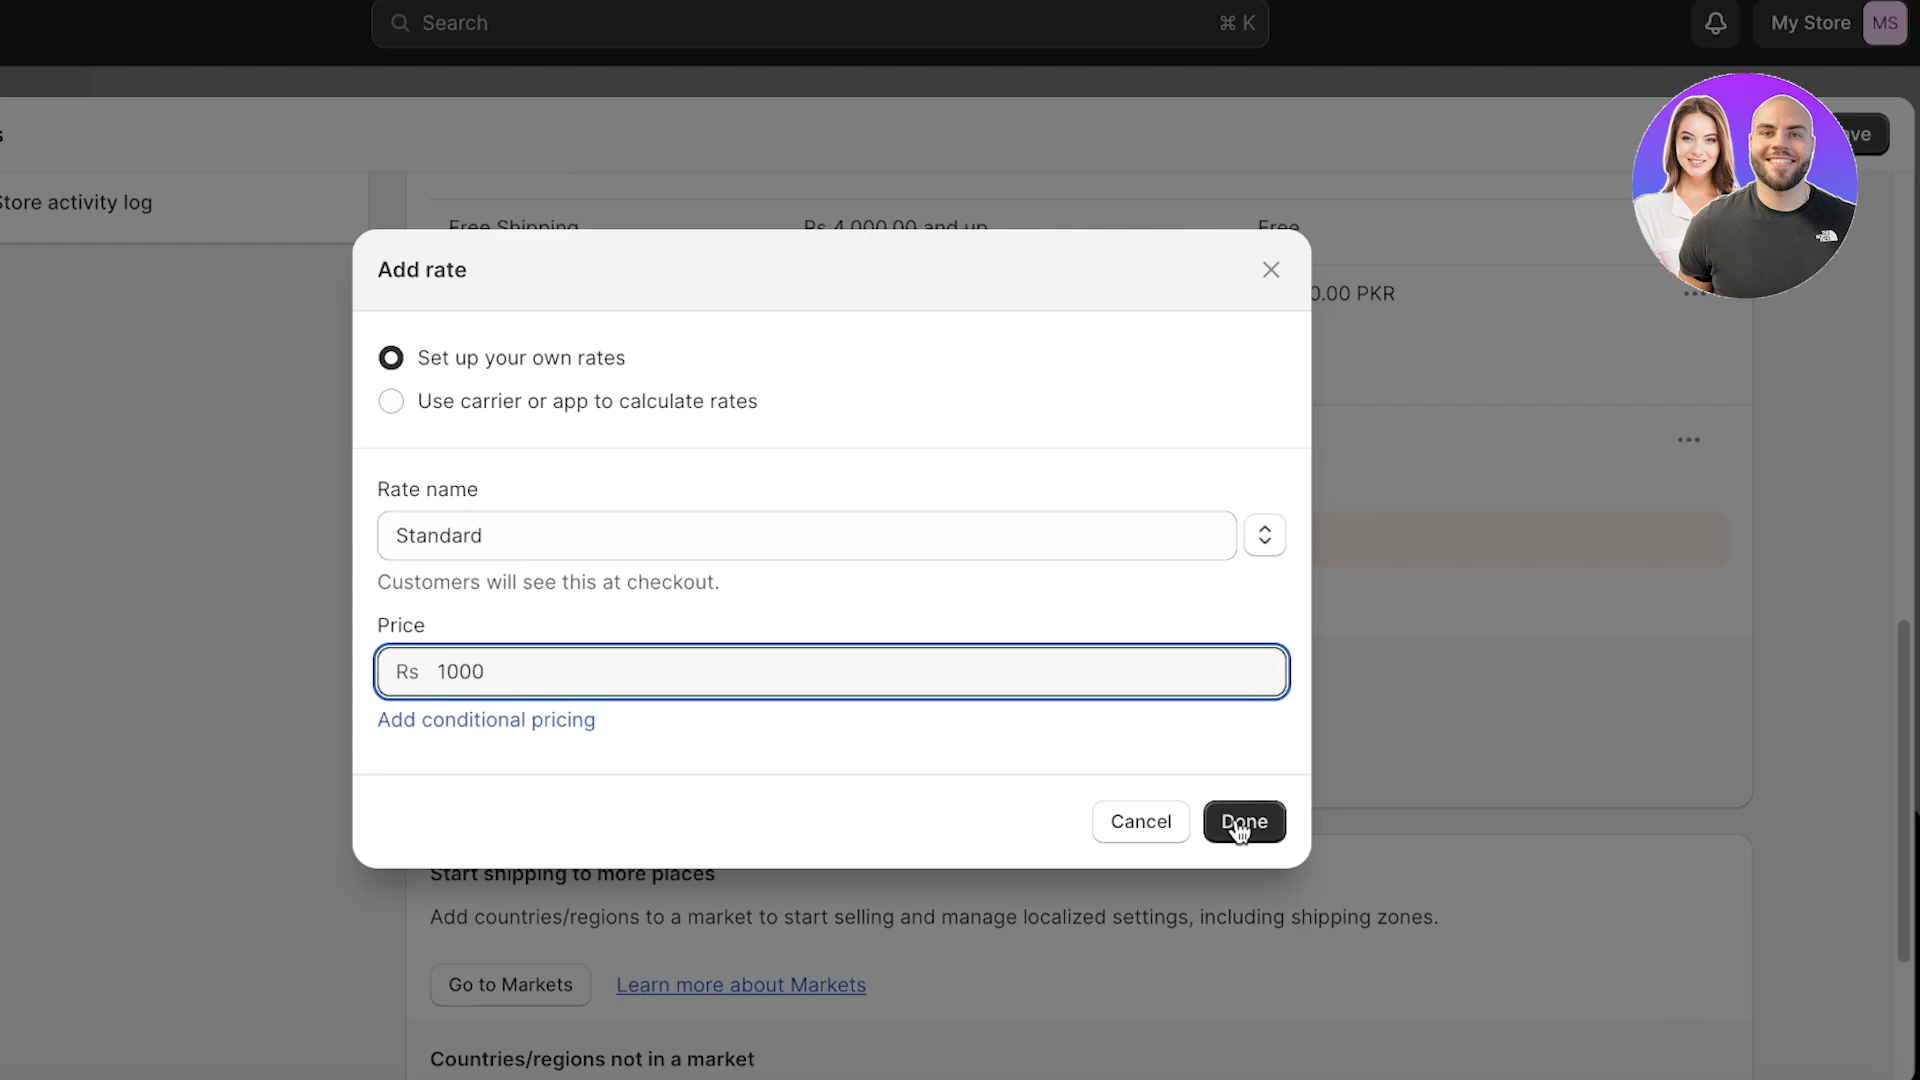 Search
⌘ K
My Store
MS
s
ve
Store activity log
Free Shipping
Rs 4,000.00 and up
Free
Add rate
0.00 PKR
Set up your own rates
Use carrier or app to calculate rates
Rate name
Standard
Customers will see this at checkout.
Price
Rs 1000
Add conditional pricing
Cancel
Done
Start shipping to more places
Add countries/regions to a market to start selling and manage localized settings, including shipping zones.
Go to Markets
Learn more about Markets
Countries/regions not in a market